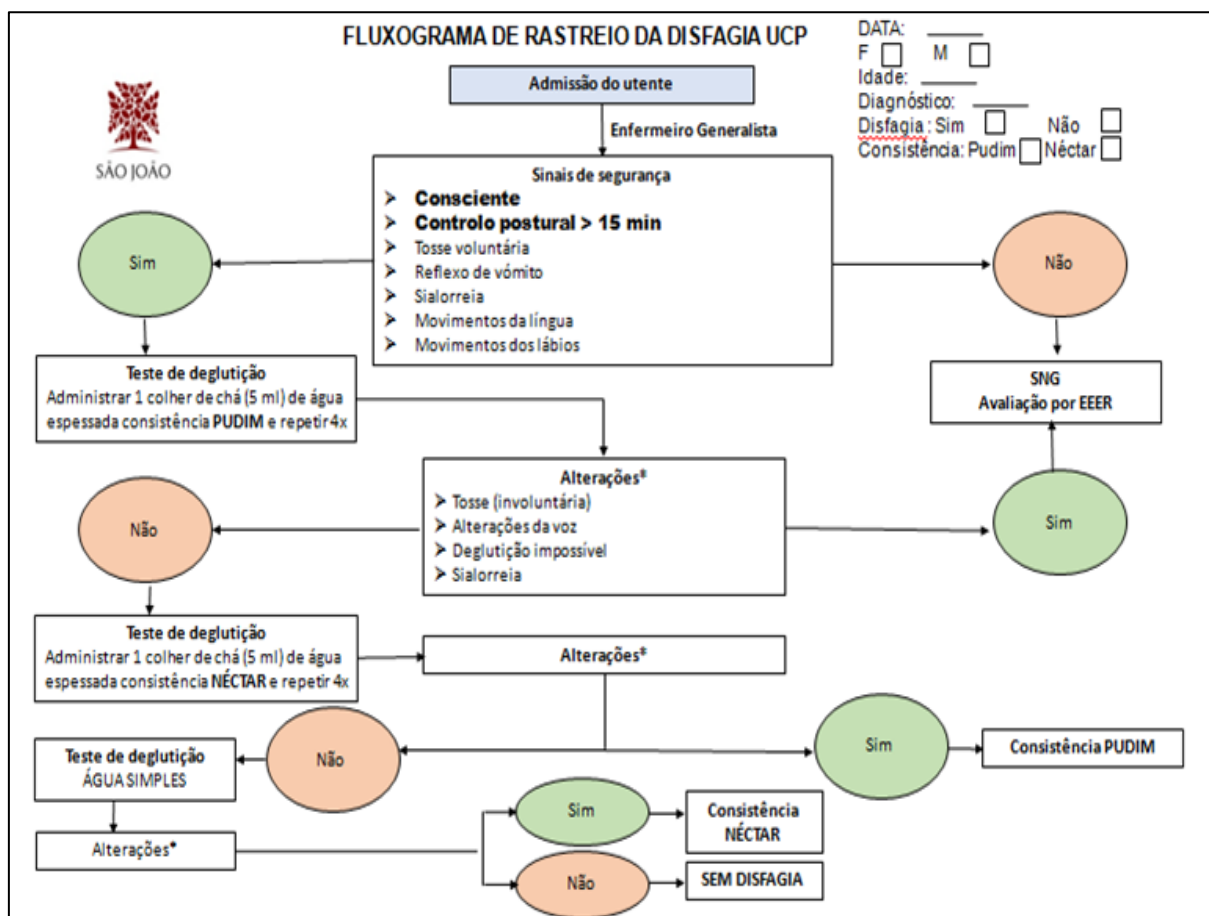 FLUXOGRAMA DE RASTREIO DA DISFAGIA UCP
DATA: _____
F M
Idade: _____
Diagnóstico: _____
Disfagia : Sim Não
Consistência: Pudim Néctar
SÃO JOÃO
Admissão do utente
Enfermeiro Generalista
Sinais de segurança
➢ Consciente
➢ Controlo postural > 15 min
➢ Tosse voluntária
➢ Reflexo de vómito
➢ Sialorreia
➢ Movimentos da língua
➢ Movimentos dos lábios
Sim
Não
Teste de deglutição
Administrar 1 colher de chá (5 ml) de água
espessada consistência PUDIM e repetir 4x
SNG
Avaliação por EEER
Alterações*
➢ Tosse (involuntária)
➢ Alterações da voz
➢ Deglutição impossível
➢ Sialorreia
Não
Sim
Teste de deglutição
Administrar 1 colher de chá (5 ml) de água
espessada consistência NÉCTAR e repetir 4x
Alterações*
Não
Sim
Consistência PUDIM
Teste de deglutição
ÁGUA SIMPLES
Alterações*
Sim
Consistência
NÉCTAR
Não
SEM DISFAGIA